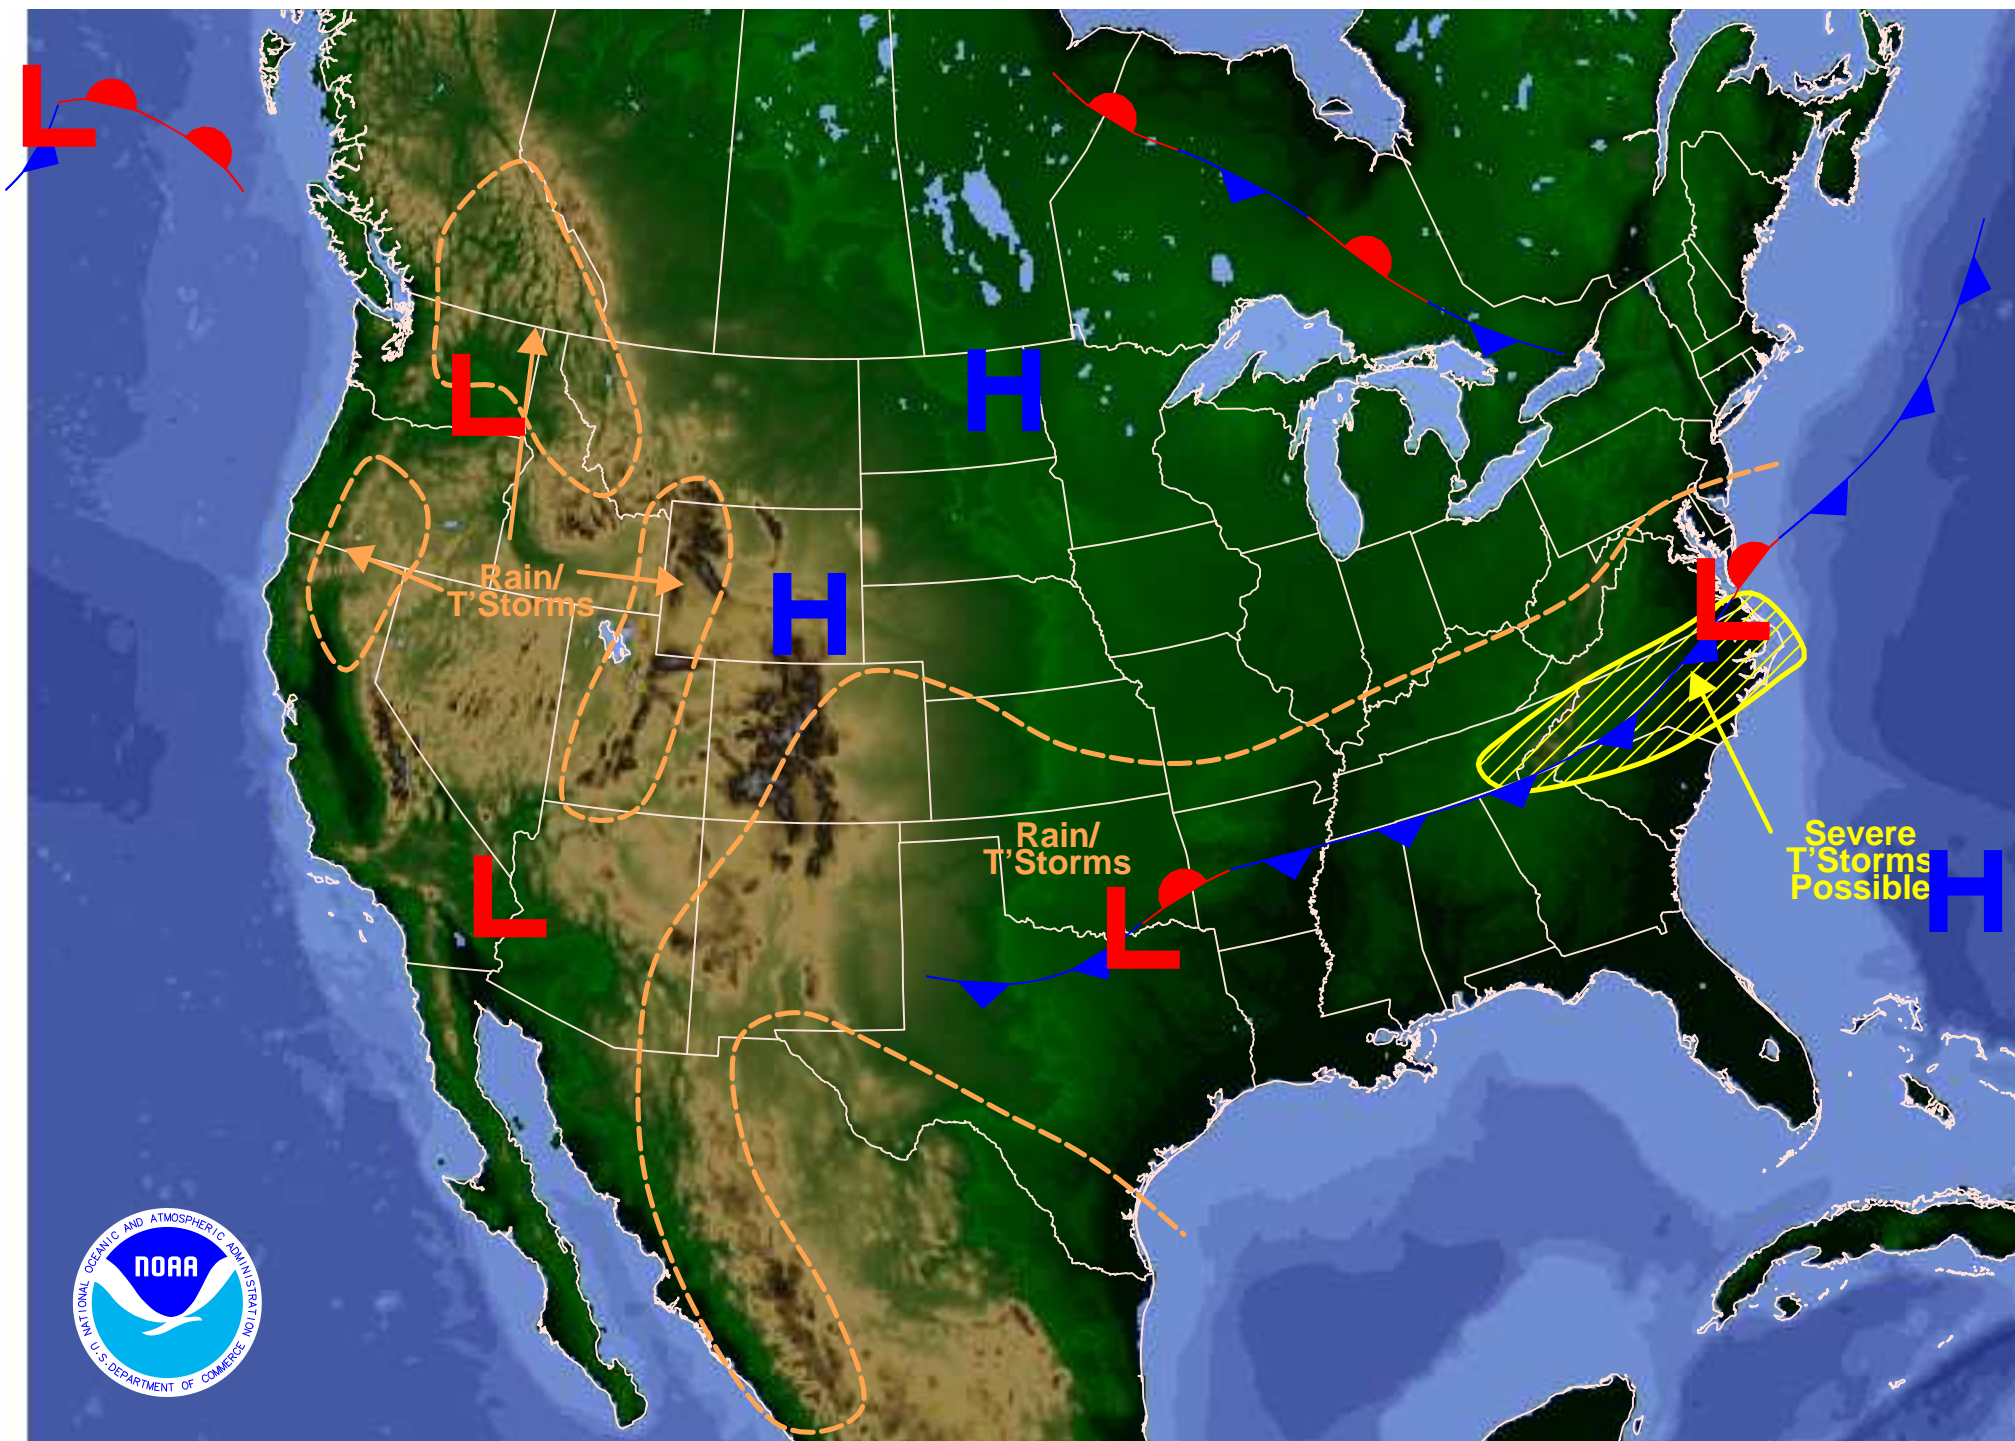 L
L
H
Rain/
T'Storms
H
L
Rain/
T'Storms
L
L
Severe
T'Storms
Possible
H
NOAA
NATIONAL OCEANIC AND ATMOSPHERIC ADMINISTRATION
U.S. DEPARTMENT OF COMMERCE